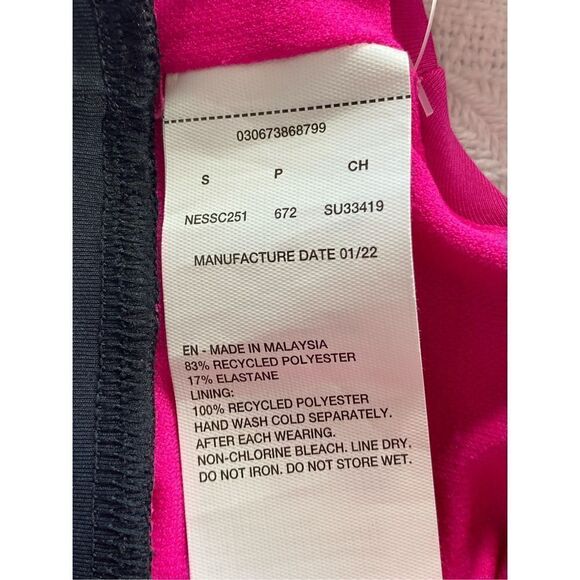 030673868799
S P CH
NESSC251 672 SU33419
MANUFACTURE DATE 01/22
EN - MADE IN MALAYSIA
83% RECYCLED POLYESTER
17% ELASTANE
LINING:
100% RECYCLED POLYESTER
HAND WASH COLD SEPARATELY.
AFTER EACH WEARING.
NON-CHLORINE BLEACH. LINE DRY.
DO NOT IRON. DO NOT STORE WET.